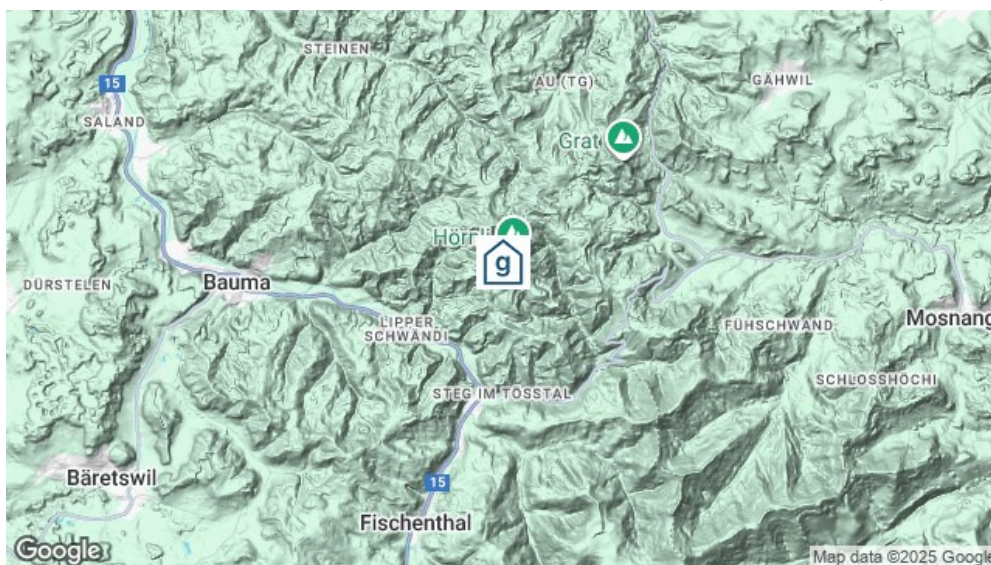 STEINEN
15
AU (TG)
GÄHWIL
SALAND
Grat
Hörnli
g
DÜRSTELEN
Bauma
LIPPER
SCHWÄNDI
FÜHSCHWAND
Mosnang
SCHLOSSHÖCHI
STEG IM TÖSSTAL
Bäretswil
15
Fischenthal
Google
Map data ©2025 Google